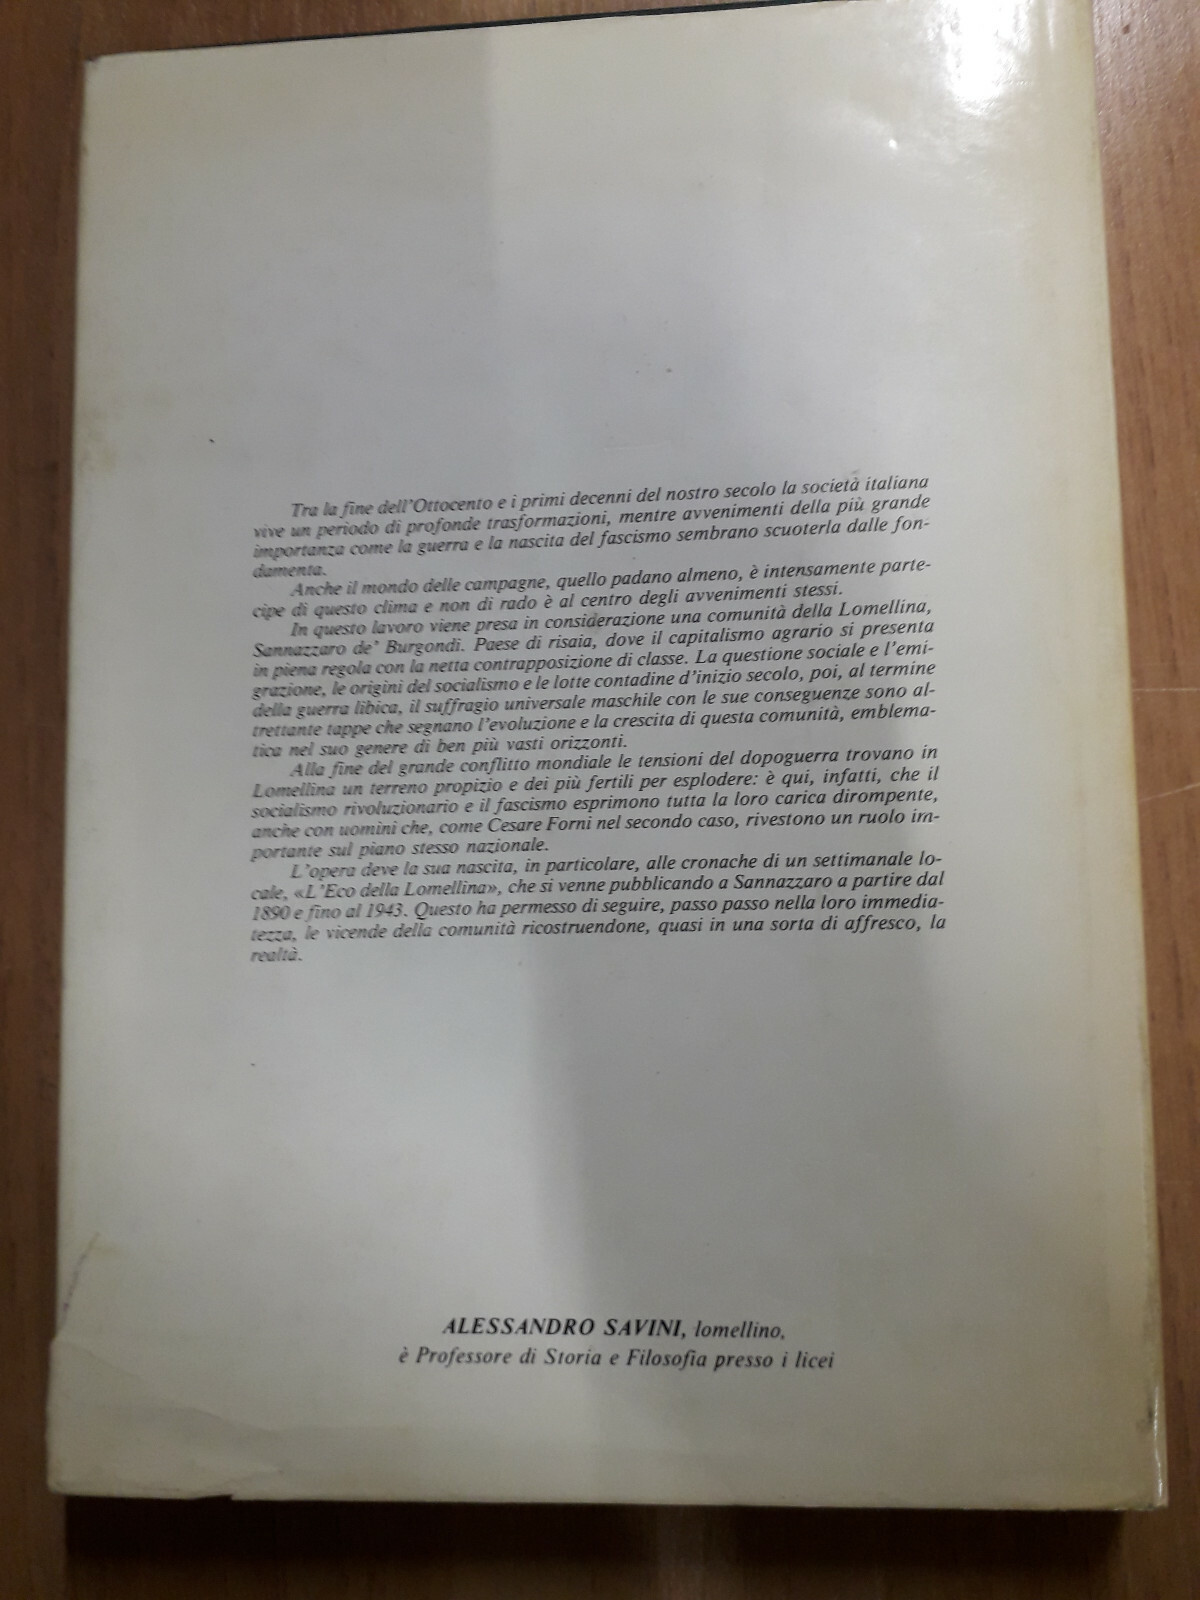 Tra la fine dell'Ottocento e i primi decenni del nostro secolo la società italiana
vive un periodo di profonde trasformazioni, mentre avvenimenti della più grande
importanza come la guerra e la nascita del fascismo sembrano scuoterla dalle fon-
damenta.
Anche il mondo delle campagne, quello padano almeno, è intensamente parte-
cipe di questo clima e non di rado è al centro degli avvenimenti stessi.
In questo lavoro viene presa in considerazione una comunità della Lomellina,
Sannazzaro de' Burgondi. Paese di risaia, dove il capitalismo agrario si presenta
in piena regola con la netta contrapposizione di classe. La questione sociale e l'emi-
grazione, le origini del socialismo e le lotte contadine d'inizio secolo, poi, al termine
della guerra libica, il suffragio universale maschile con le sue conseguenze sono al-
trettante tappe che segnano l'evoluzione e la crescita di questa comunità, emblema-
tica nel suo genere di ben più vasti orizzonti.
Alla fine del grande conflitto mondiale le tensioni del dopoguerra trovano in
Lomellina un terreno propizio e dei più fertili per esplodere: è qui, infatti, che il
socialismo rivoluzionario e il fascismo esprimono tutta la loro carica dirompente,
anche con uomini che, come Cesare Forni nel secondo caso, rivestono un ruolo im-
portante sul piano stesso nazionale.
L'opera deve la sua nascita, in particolare, alle cronache di un settimanale lo-
cale, «L'Eco della Lomellina», che si venne pubblicando a Sannazzaro a partire dal
1890 e fino al 1943. Questo ha permesso di seguire, passo passo nella loro immedia-
tezza, le vicende della comunità ricostruendone, quasi in una sorta di affresco, la
realtà.
ALESSANDRO SAVINI, lomellino,
è Professore di Storia e Filosofia presso i licei